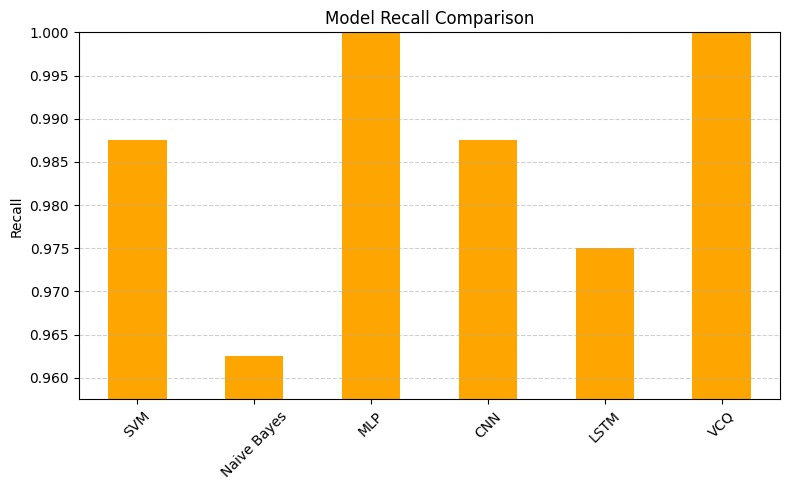 Model Recall Comparison
1.000
0.995
0.990
0.985
0.980
0.975
0.970
0.965
0.960
Recall
SVM
Naive Bayes
MLP
CNN
LSTM
VCQ